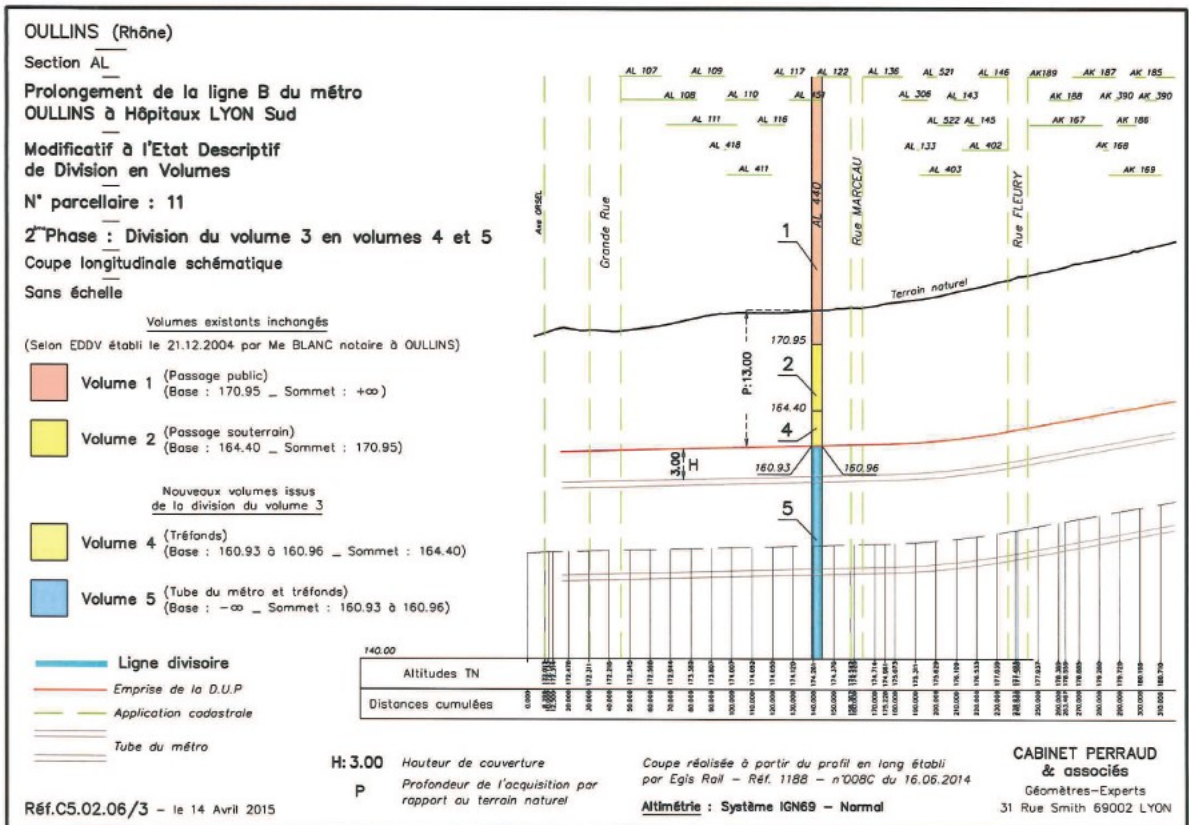 OULLINS (Rhône)
Section AL
Prolongement de la ligne B du métro
OULLINS à Hôpitaux LYON Sud
Modificatif à l'Etat Descriptif
de Division en Volumes
N° parcellaire : 11
2ème Phase : Division du volume 3 en volumes 4 et 5
Coupe longitudinale schématique
Sans échelle
Volumes existants inchangés
(Selon EDDV établi le 21.12.2004 par Me BLANC notaire à OULLINS)
Volume 1 (Passage public)
(Base : 170.95 _ Sommet : +∞)
Volume 2 (Passage souterrain)
(Base : 164.40 _ Sommet : 170.95)
Nouveaux volumes issus
de la division du volume 3
Volume 4 (Tréfonds)
(Base : 160.93 à 160.96 _ Sommet : 164.40)
Volume 5 (Tube du métro et tréfonds)
(Base : -∞ _ Sommet : 160.93 à 160.96)
Ligne divisoire
Emprise de la D.U.P
Application cadastrale
Tube du métro
Réf.C5.02.06/3 - le 14 Avril 2015
AL 107 AL 109 AL 117 AL 122 AL 136 AL 521 AL 146 AK189 AK 187 AK 185
AL 108 AL 110 AL 151 AL 306 AL 143 AK 188 AK 390 AK 390
AL 111 AL 116 AL 522 AL 145 AK 167 AK 186
AL 418 AL 133 AL 402 AK 168
AL 411 AL 403 AK 169
Ave ORSEL
Grande Rue
AL 440
Rue MARCEAU
Rue FLEURY
1
Terrain naturel
170.95
P:13.00
2
164.40
4
3.00
H
160.93 160.96
5
140.00
Altitudes TN
Distances cumulées
H: 3.00 Hauteur de couverture
P Profondeur de l'acquisition par
rapport au terrain naturel
Coupe réalisée à partir du profil en long établi
par Egis Rail - Réf. 1188 - n°008C du 16.06.2014
Altimétrie : Système IGN69 - Normal
CABINET PERRAUD
& associés
Géomètres-Experts
31 Rue Smith 69002 LYON